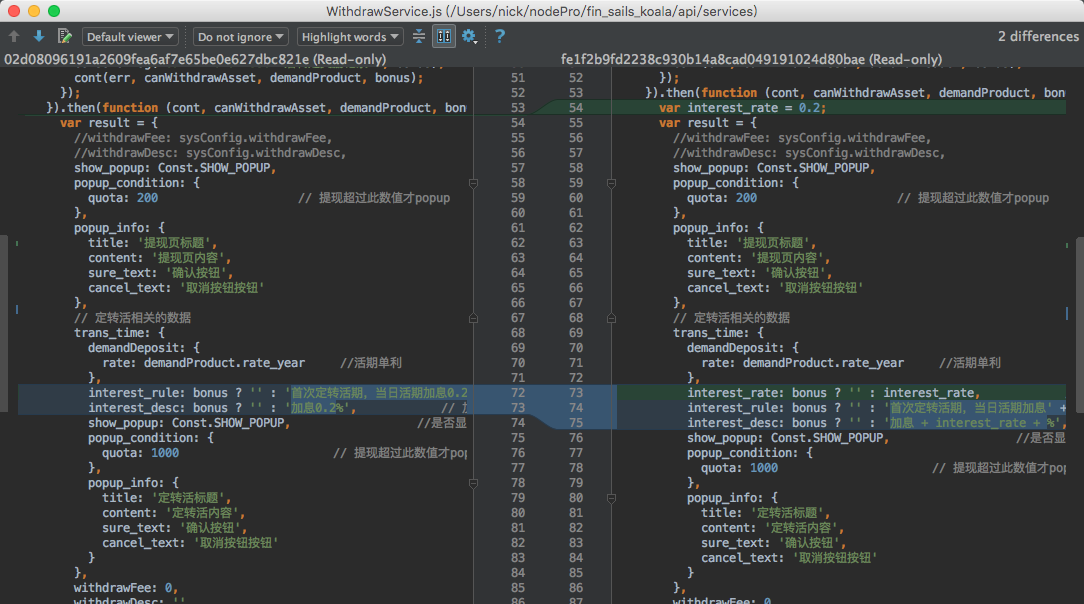 WithdrawService.js (/Users/nick/nodePro/fin_sails_koala/api/services)
Default viewer
Do not ignore
Highlight words
?
2 differences
02d08096191a2609fea6af7e65be0e627dbc821e (Read-only)
fe1f2b9fd2238c930b14a8cad049191024d80bae (Read-only)
cont(err, canWithdrawAsset, demandProduct, bonus); 51
}); 52
}).then(function (cont, canWithdrawAsset, demandProduct, bon 53
var result = { 54
//withdrawFee: sysConfig.withdrawFee, 55
//withdrawDesc: sysConfig.withdrawDesc, 56
show_popup: Const.SHOW_POPUP, 57
popup_condition: { 58
quota: 200 // 提现超过此数值才popup 59
}, 60
popup_info: { 61
title: '提现页标题', 62
content: '提现页内容', 63
sure_text: '确认按钮', 64
cancel_text: '取消按钮按钮' 65
}, 66
// 定转活相关的数据 67
trans_time: { 68
demandDeposit: { 69
rate: demandProduct.rate_year //活期单利 70
}, 71
interest_rule: bonus ? '' : '首次定转活期, 当日活期加息0.2 72
interest_desc: bonus ? '' : '加息0.2%', // 73
show_popup: Const.SHOW_POPUP, //是否显 74
popup_condition: { 75
quota: 1000 // 提现超过此数值才pop 76
}, 77
popup_info: { 78
title: '定转活标题', 79
content: '定转活内容', 80
sure_text: '确认按钮', 81
cancel_text: '取消按钮按钮' 82
} 83
}, 84
withdrawFee: 0, 85
withdrawDesc: '' 86
52 });
53 }).then(function (cont, canWithdrawAsset, demandProduct, bon
54 var interest_rate = 0.2;
55 var result = {
56 //withdrawFee: sysConfig.withdrawFee,
57 //withdrawDesc: sysConfig.withdrawDesc,
58 show_popup: Const.SHOW_POPUP,
59 popup_condition: {
60 quota: 200 // 提现超过此数值才popup
61 },
62 popup_info: {
63 title: '提现页标题',
64 content: '提现页内容',
65 sure_text: '确认按钮',
66 cancel_text: '取消按钮按钮'
67 },
68 // 定转活相关的数据
69 trans_time: {
70 demandDeposit: {
71 rate: demandProduct.rate_year //活期单利
72 },
73 interest_rate: bonus ? '' : interest_rate,
74 interest_rule: bonus ? '' : '首次定转活期, 当日活期加息' +
75 interest_desc: bonus ? '' : '加息 + interest_rate + %',
76 show_popup: Const.SHOW_POPUP, //是否显
77 popup_condition: {
78 quota: 1000 // 提现超过此数值才pop
79 },
80 popup_info: {
81 title: '定转活标题',
82 content: '定转活内容',
83 sure_text: '确认按钮',
84 cancel_text: '取消按钮按钮'
85 }
86 },
87 withdrawFee: 0